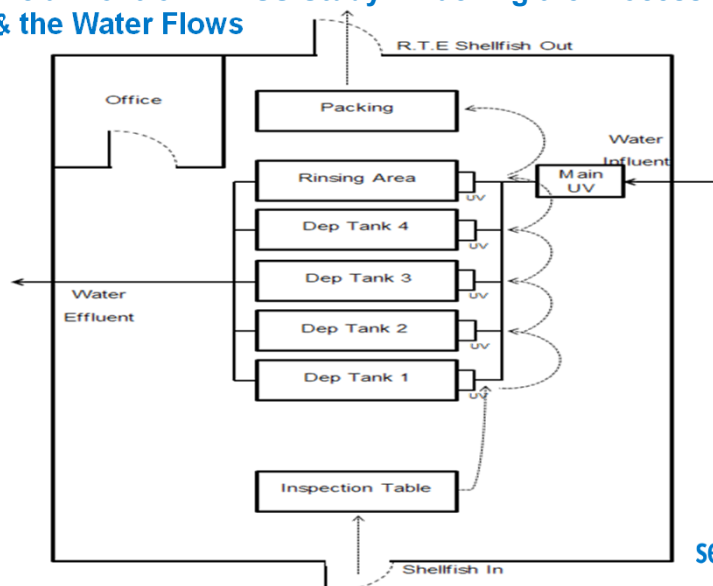 & the Water Flows
R.T.E Shellfish Out
Office
Packing
Water
Influent
Rinsing Area
Main
UV
UV
Dep Tank 4
UV
Dep Tank 3
UV
Water
Effluent
Dep Tank 2
UV
Dep Tank 1
UV
Inspection Table
Shellfish In